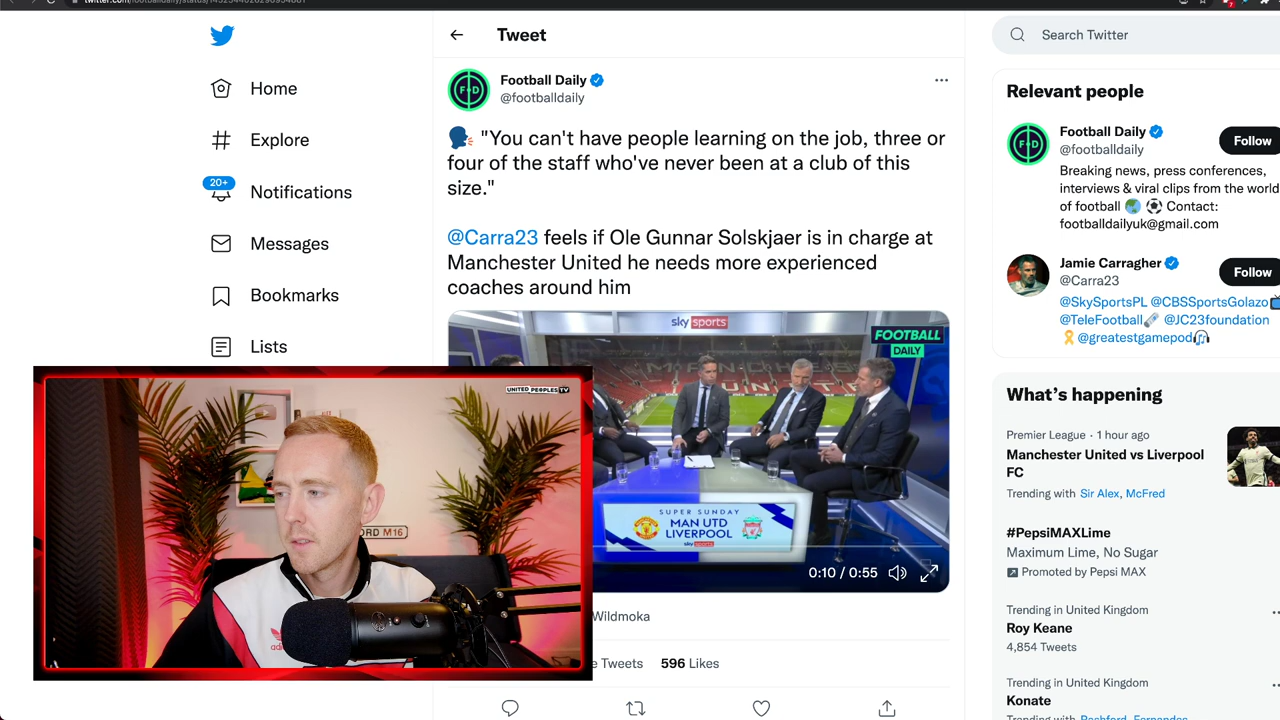 Home
Explore
20+
Notifications
Messages
Bookmarks
Lists
Tweet
Football Daily
@footballdaily
"You can't have people learning on the job, three or
four of the staff who've never been at a club of this
size."
@Carra23 feels if Ole Gunnar Solskjaer is in charge at
Manchester United he needs more experienced
coaches around him
sky sports
FOOTBALL
DAILY
SUPER SUNDAY
MAN UTD
LIVERPOOL
sky sports
0:10 / 0:55
Wildmoka
Tweets 596 Likes
UNITED PEOPLES TV
M16
Search Twitter
Relevant people
Football Daily
@footballdaily
Follow
Breaking news, press conferences,
interviews & viral clips from the world
of football Contact:
footballdailyuk@gmail.com
Jamie Carragher
@Carra23
Follow
@SkySportsPL @CBSSportsGolazo
@TeleFootball @JC23foundation
@greatestgamepod
What's happening
Premier League · 1 hour ago
Manchester United vs Liverpool
FC
Trending with Sir Alex, McFred
#PepsiMAXLime
Maximum Lime, No Sugar
Promoted by Pepsi MAX
Trending in United Kingdom
Roy Keane
4,854 Tweets
Trending in United Kingdom
Konate
Trending with Rashford, Fernandes